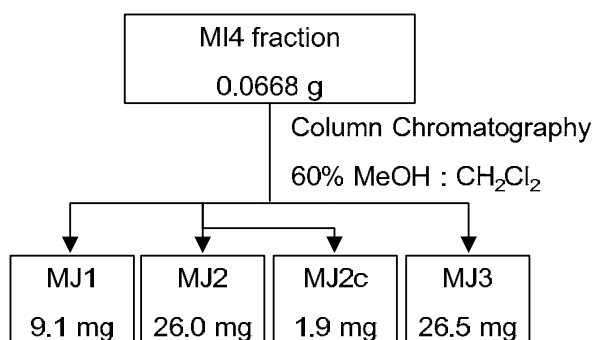 MI4 fraction
0.0668 g
Column Chromatography
60% MeOH : CH₂Cl₂
MJ1
9.1 mg
MJ2
26.0 mg
MJ2c
1.9 mg
MJ3
26.5 mg